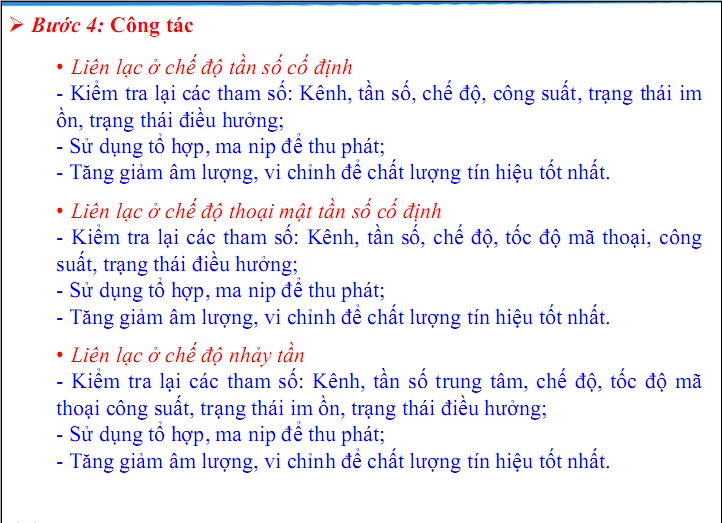 ➢ Bước 4: Công tác
• Liên lạc ở chế độ tần số cố định
- Kiểm tra lại các tham số: Kênh, tần số, chế độ, công suất, trạng thái im
ồn, trạng thái điều hưởng;
- Sử dụng tổ hợp, ma nip để thu phát;
- Tăng giảm âm lượng, vi chỉnh để chất lượng tín hiệu tốt nhất.
• Liên lạc ở chế độ thoại mật tần số cố định
- Kiểm tra lại các tham số: Kênh, tần số, chế độ, tốc độ mã thoại, công
suất, trạng thái điều hưởng;
- Sử dụng tổ hợp, ma nip để thu phát;
- Tăng giảm âm lượng, vi chỉnh để chất lượng tín hiệu tốt nhất.
• Liên lạc ở chế độ nhảy tần
- Kiểm tra lại các tham số: Kênh, tần số trung tâm, chế độ, tốc độ mã
thoại công suất, trạng thái im ồn, trạng thái điều hưởng;
- Sử dụng tổ hợp, ma nip để thu phát;
- Tăng giảm âm lượng, vi chỉnh để chất lượng tín hiệu tốt nhất.